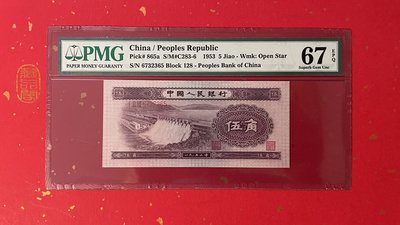 PMG
PAPER MONEY GUARANTY
China / Peoples Republic
Pick# 865a S/M#C283-6 1953 5 Jiao - Wmk: Open Star
S/N 6732365 Block 128 - Peoples Bank of China
67 EPQ
Superb Gem Unc
中国人民银行
伍角